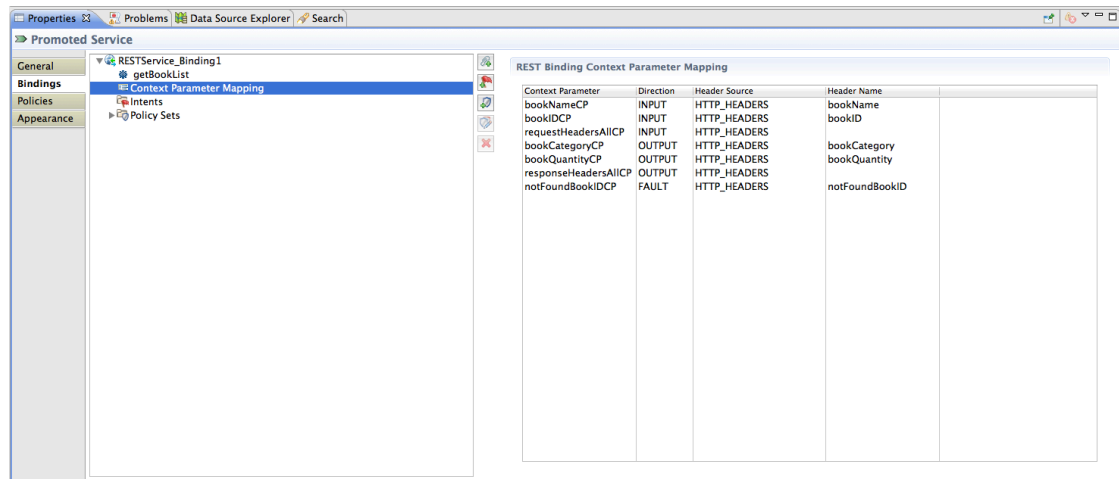 Properties Problems Data Source Explorer Search
Promoted Service
General
Bindings
Policies
Appearance
RESTService_Binding1
getBookList
Context Parameter Mapping
Intents
Policy Sets
REST Binding Context Parameter Mapping
Context Parameter Direction Header Source Header Name
bookNameCP INPUT HTTP_HEADERS bookName
bookIDCP INPUT HTTP_HEADERS bookID
requestHeadersAllCP INPUT HTTP_HEADERS
bookCategoryCP OUTPUT HTTP_HEADERS bookCategory
bookQuantityCP OUTPUT HTTP_HEADERS bookQuantity
responseHeadersAllCP OUTPUT HTTP_HEADERS
notFoundBookIDCP FAULT HTTP_HEADERS notFoundBookID